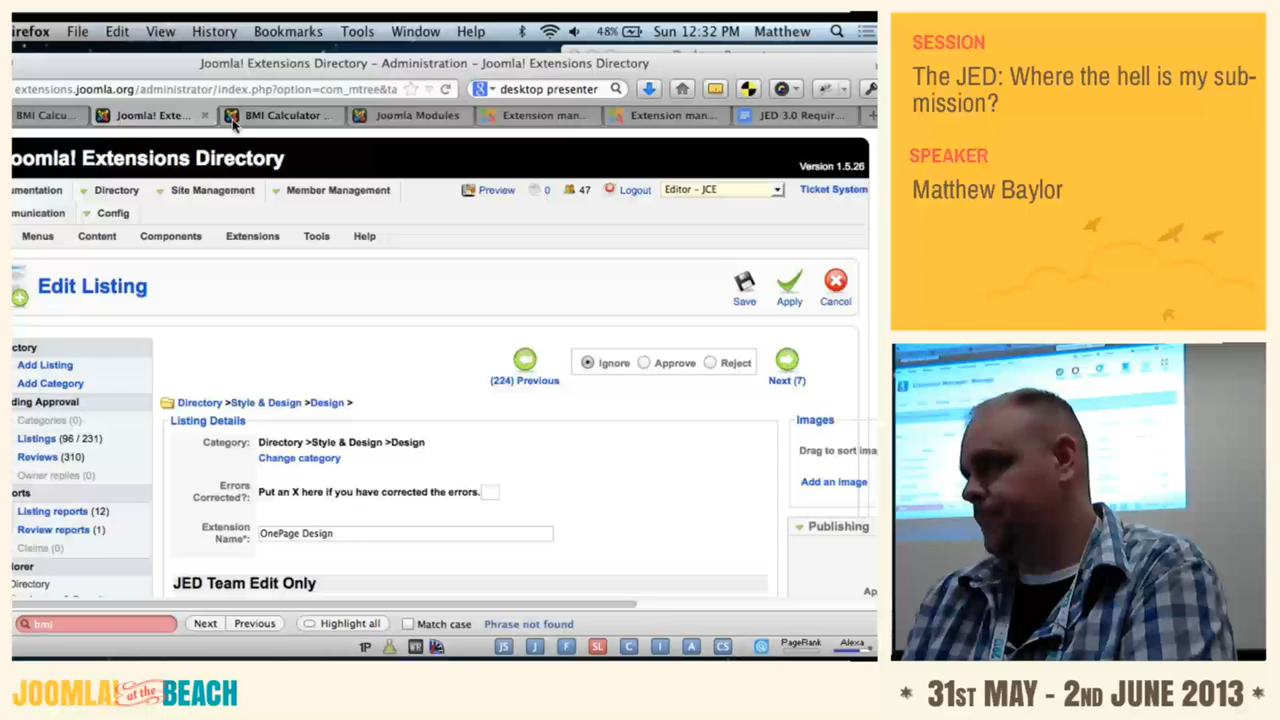 irefox File Edit View History Bookmarks Tools Window Help 48% Sun 12:32 PM Matthew
Joomla! Extensions Directory – Administration – Joomla! Extensions Directory
extensions.joomla.org/administrator/index.php?option=com_mtree&ta desktop presenter
BMI Calcu... Joomla! Exte... BMI Calculator ... Joomla Modules Extension man... Extension man... JED 3.0 Requir...
oomla! Extensions Directory Version 1.5.26
umentation Directory Site Management Member Management Preview 0 47 Logout Editor - JCE Ticket System
munication Config
Menus Content Components Extensions Tools Help
Edit Listing
Save Apply Cancel
ctory
Add Listing
Add Category
ding Approval
Categories (0)
Listings (96 / 231)
Reviews (310)
Owner replies (0)
orts
Listing reports (12)
Review reports (1)
Claims (0)
lorer
Directory
(224) Previous Ignore Approve Reject Next (7)
Directory >Style & Design >Design >
Listing Details
Category: Directory >Style & Design >Design
Change category
Errors Corrected?: Put an X here if you have corrected the errors.
Extension Name*: OnePage Design
JED Team Edit Only
Images
Drag to sort ima
Add an image
Publishing
Ap
bmi Next Previous Highlight all Match case Phrase not found
1P JS J F SL C I A CS PageRank Alexa
SESSION
The JED: Where the hell is my sub-
mission?
SPEAKER
Matthew Baylor
JOOMLA! at the BEACH
* 31ST MAY - 2ND JUNE 2013 *